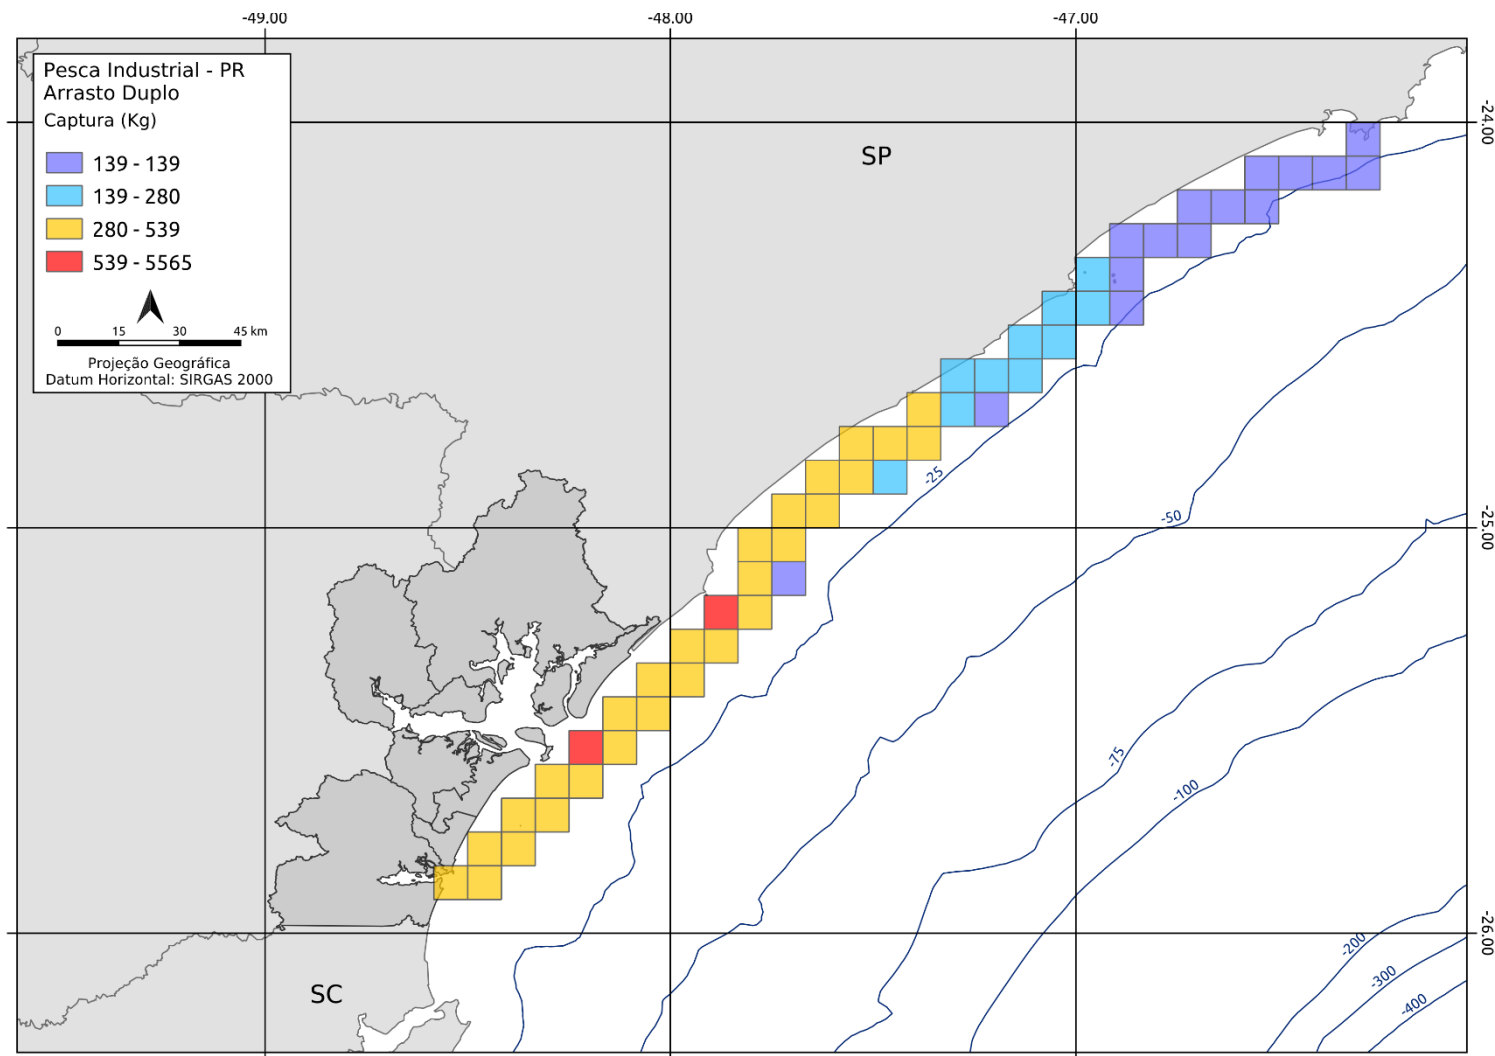 -49.00
-48.00
-47.00
Pesca Industrial - PR
Arrasto Duplo
Captura (Kg)
139 - 139
139 - 280
280 - 539
539 - 5565
0 15 30 45 km
Projeção Geográfica
Datum Horizontal: SIRGAS 2000
SP
-24.00
-25
-50
-25.00
-75
-100
-200
-26.00
-300
-400
SC